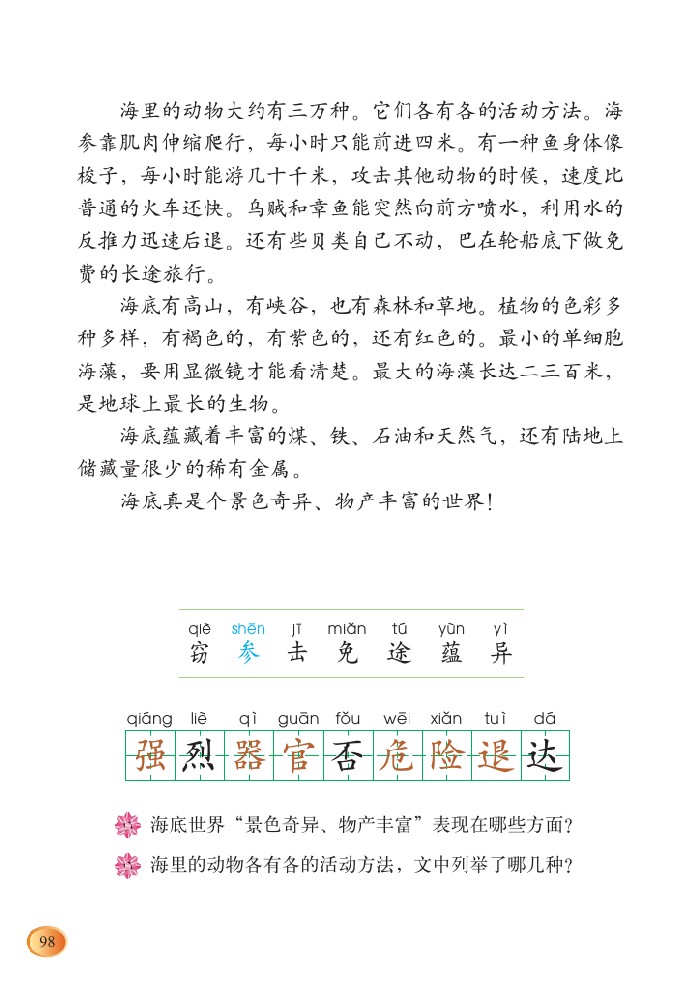 海里的动物大约有三万种。它们各有各的活动方法。海
参靠肌肉伸缩爬行，每小时只能前进四米。有一种鱼身体像
梭子，每小时能游几十千米，攻击其他动物的时候，速度比
普通的火车还快。乌贼和章鱼能突然向前方喷水，利用水的
反推力迅速后退。还有些贝类自己不动，巴在轮船底下做免
费的长途旅行。
海底有高山，有峡谷，也有森林和草地。植物的色彩多
种多样，有褐色的，有紫色的，还有红色的。最小的单细胞
海藻，要用显微镜才能看清楚。最大的海藻长达二三百米，
是地球上最长的生物。
海底蕴藏着丰富的煤、铁、石油和天然气，还有陆地上
储藏量很少的稀有金属。
海底真是个景色奇异、物产丰富的世界！
qiè shēn jī miǎn tú yùn yì
窃 参 击 免 途 蕴 异
qiáng liè qì guān fǒu wēi xiǎn tuì dá
强 烈 器 官 否 危 险 退 达
海底世界“景色奇异、物产丰富”表现在哪些方面？
海里的动物各有各的活动方法，文中列举了哪几种？
98